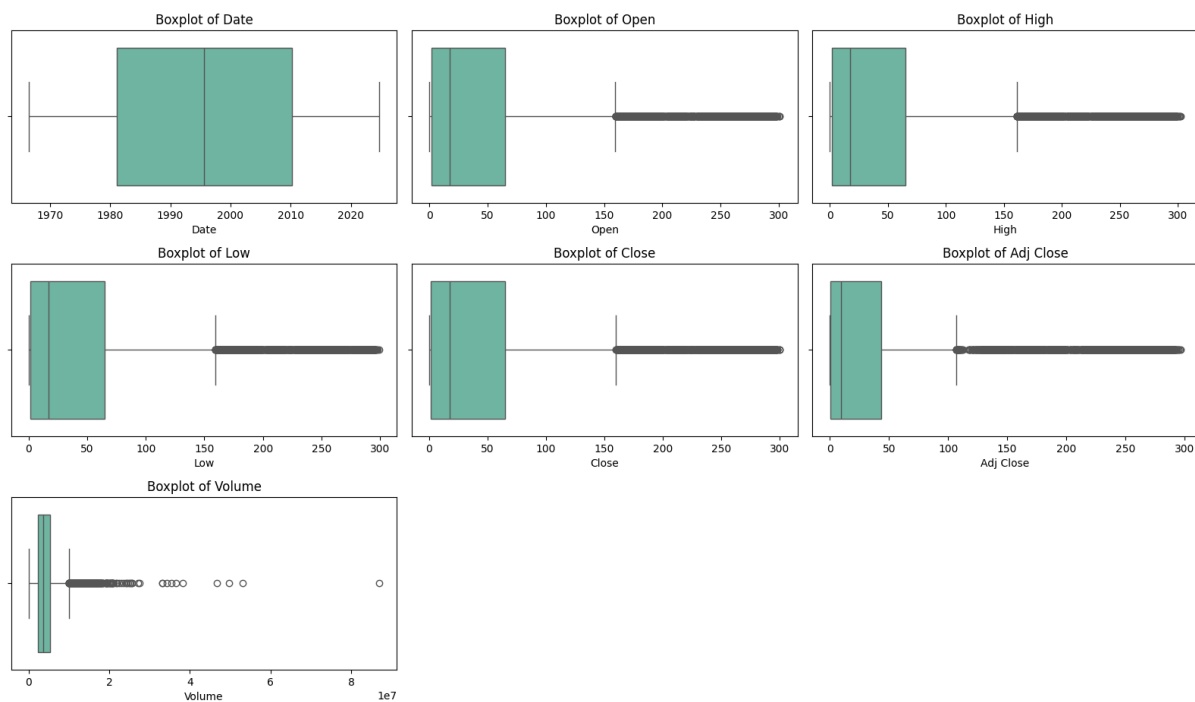 Boxplot of Date
1970 1980 1990 2000 2010 2020
Date
Boxplot of Open
0 50 100 150 200 250 300
Open
Boxplot of High
0 50 100 150 200 250 300
High
Boxplot of Low
0 50 100 150 200 250 300
Low
Boxplot of Close
0 50 100 150 200 250 300
Close
Boxplot of Adj Close
0 50 100 150 200 250 300
Adj Close
Boxplot of Volume
0 2 4 6 8
Volume
1e7